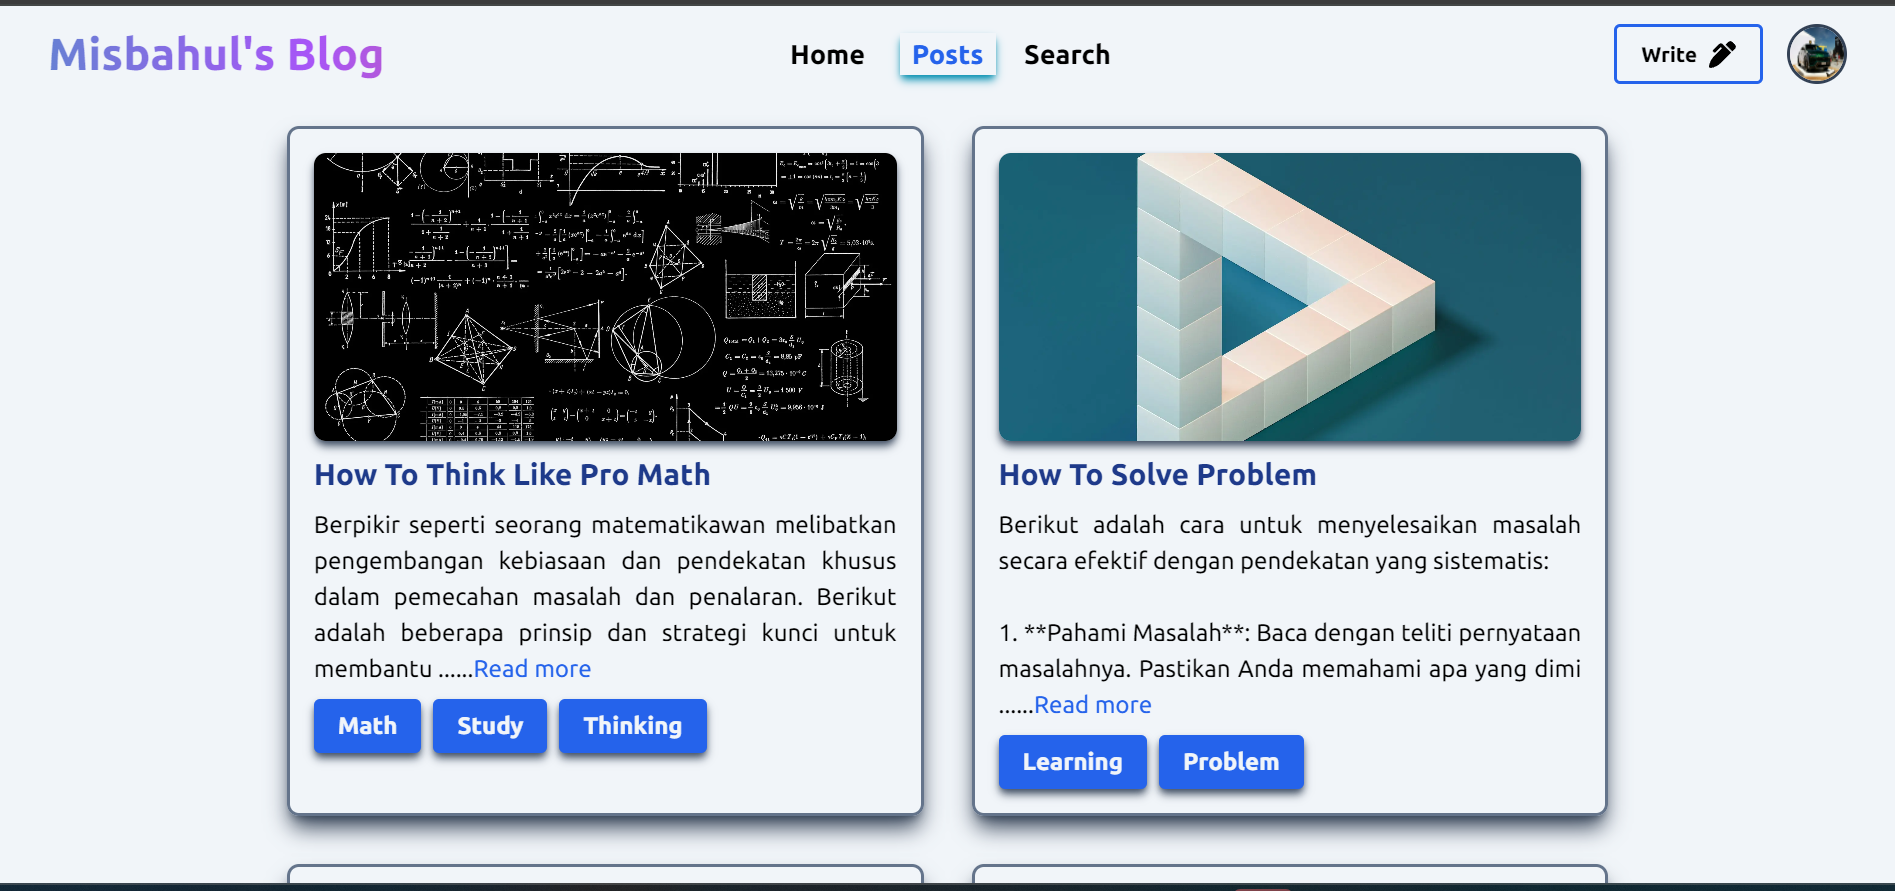 Misbahul's Blog
Home Posts Search
Write
How To Think Like Pro Math
Berpikir seperti seorang matematikawan melibatkan
pengembangan kebiasaan dan pendekatan khusus
dalam pemecahan masalah dan penalaran. Berikut
adalah beberapa prinsip dan strategi kunci untuk
membantu ......Read more
Math Study Thinking
How To Solve Problem
Berikut adalah cara untuk menyelesaikan masalah
secara efektif dengan pendekatan yang sistematis:
1. **Pahami Masalah**: Baca dengan teliti pernyataan
masalahnya. Pastikan Anda memahami apa yang dimi
......Read more
Learning Problem